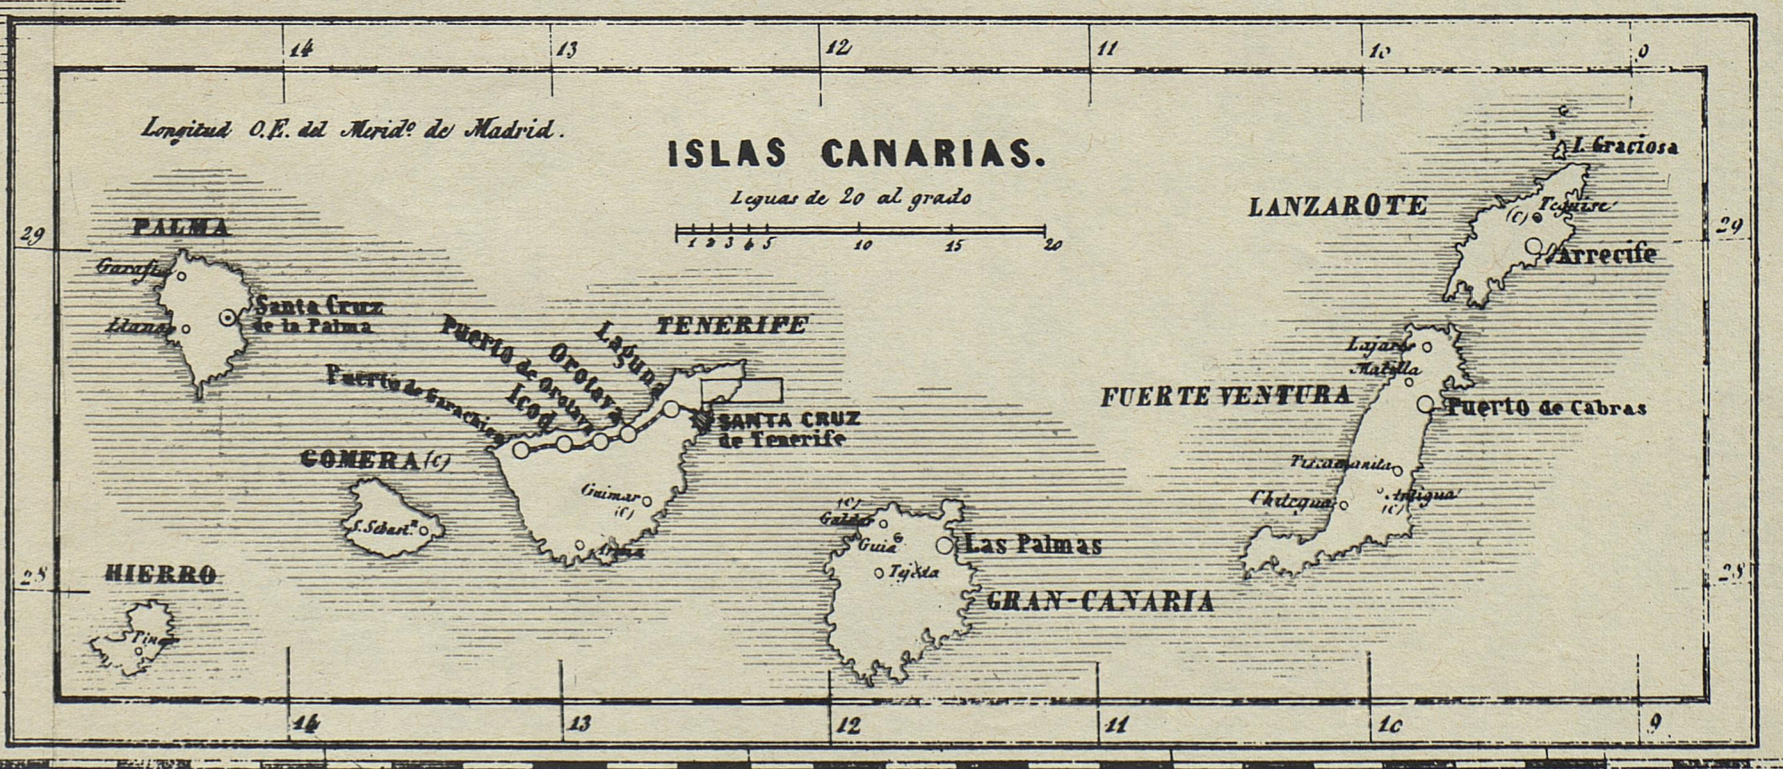 14 13 12 11 10 9
Longitud O.E. del Merid.º de Madrid.
ISLAS CANARIAS.
Leguas de 20 al grado
1 2 3 4 5 10 15 20
I. Graciosa
LANZAROTE
Teguise
(C)
Arrecife
29
29
PALMA
Garafia
Santa Cruz
de la Palma
Llanos
TENERIFE
Laguna
Orotava
Puerto de Orotava
Icod
Puerto de Garachico
SANTA CRUZ
de Tenerife
Guimar
(C)
Arona
GOMERA (C)
S. Sebast.n
HIERRO
Pinar
28
28
(C)
Galdar
Guia
Tejeda
Las Palmas
GRAN-CANARIA
FUERTE VENTURA
Lajares
Matilla
Puerto de Cabras
Tiscamanita
Antigua
(C)
Chilegua
14 13 12 11 10 9